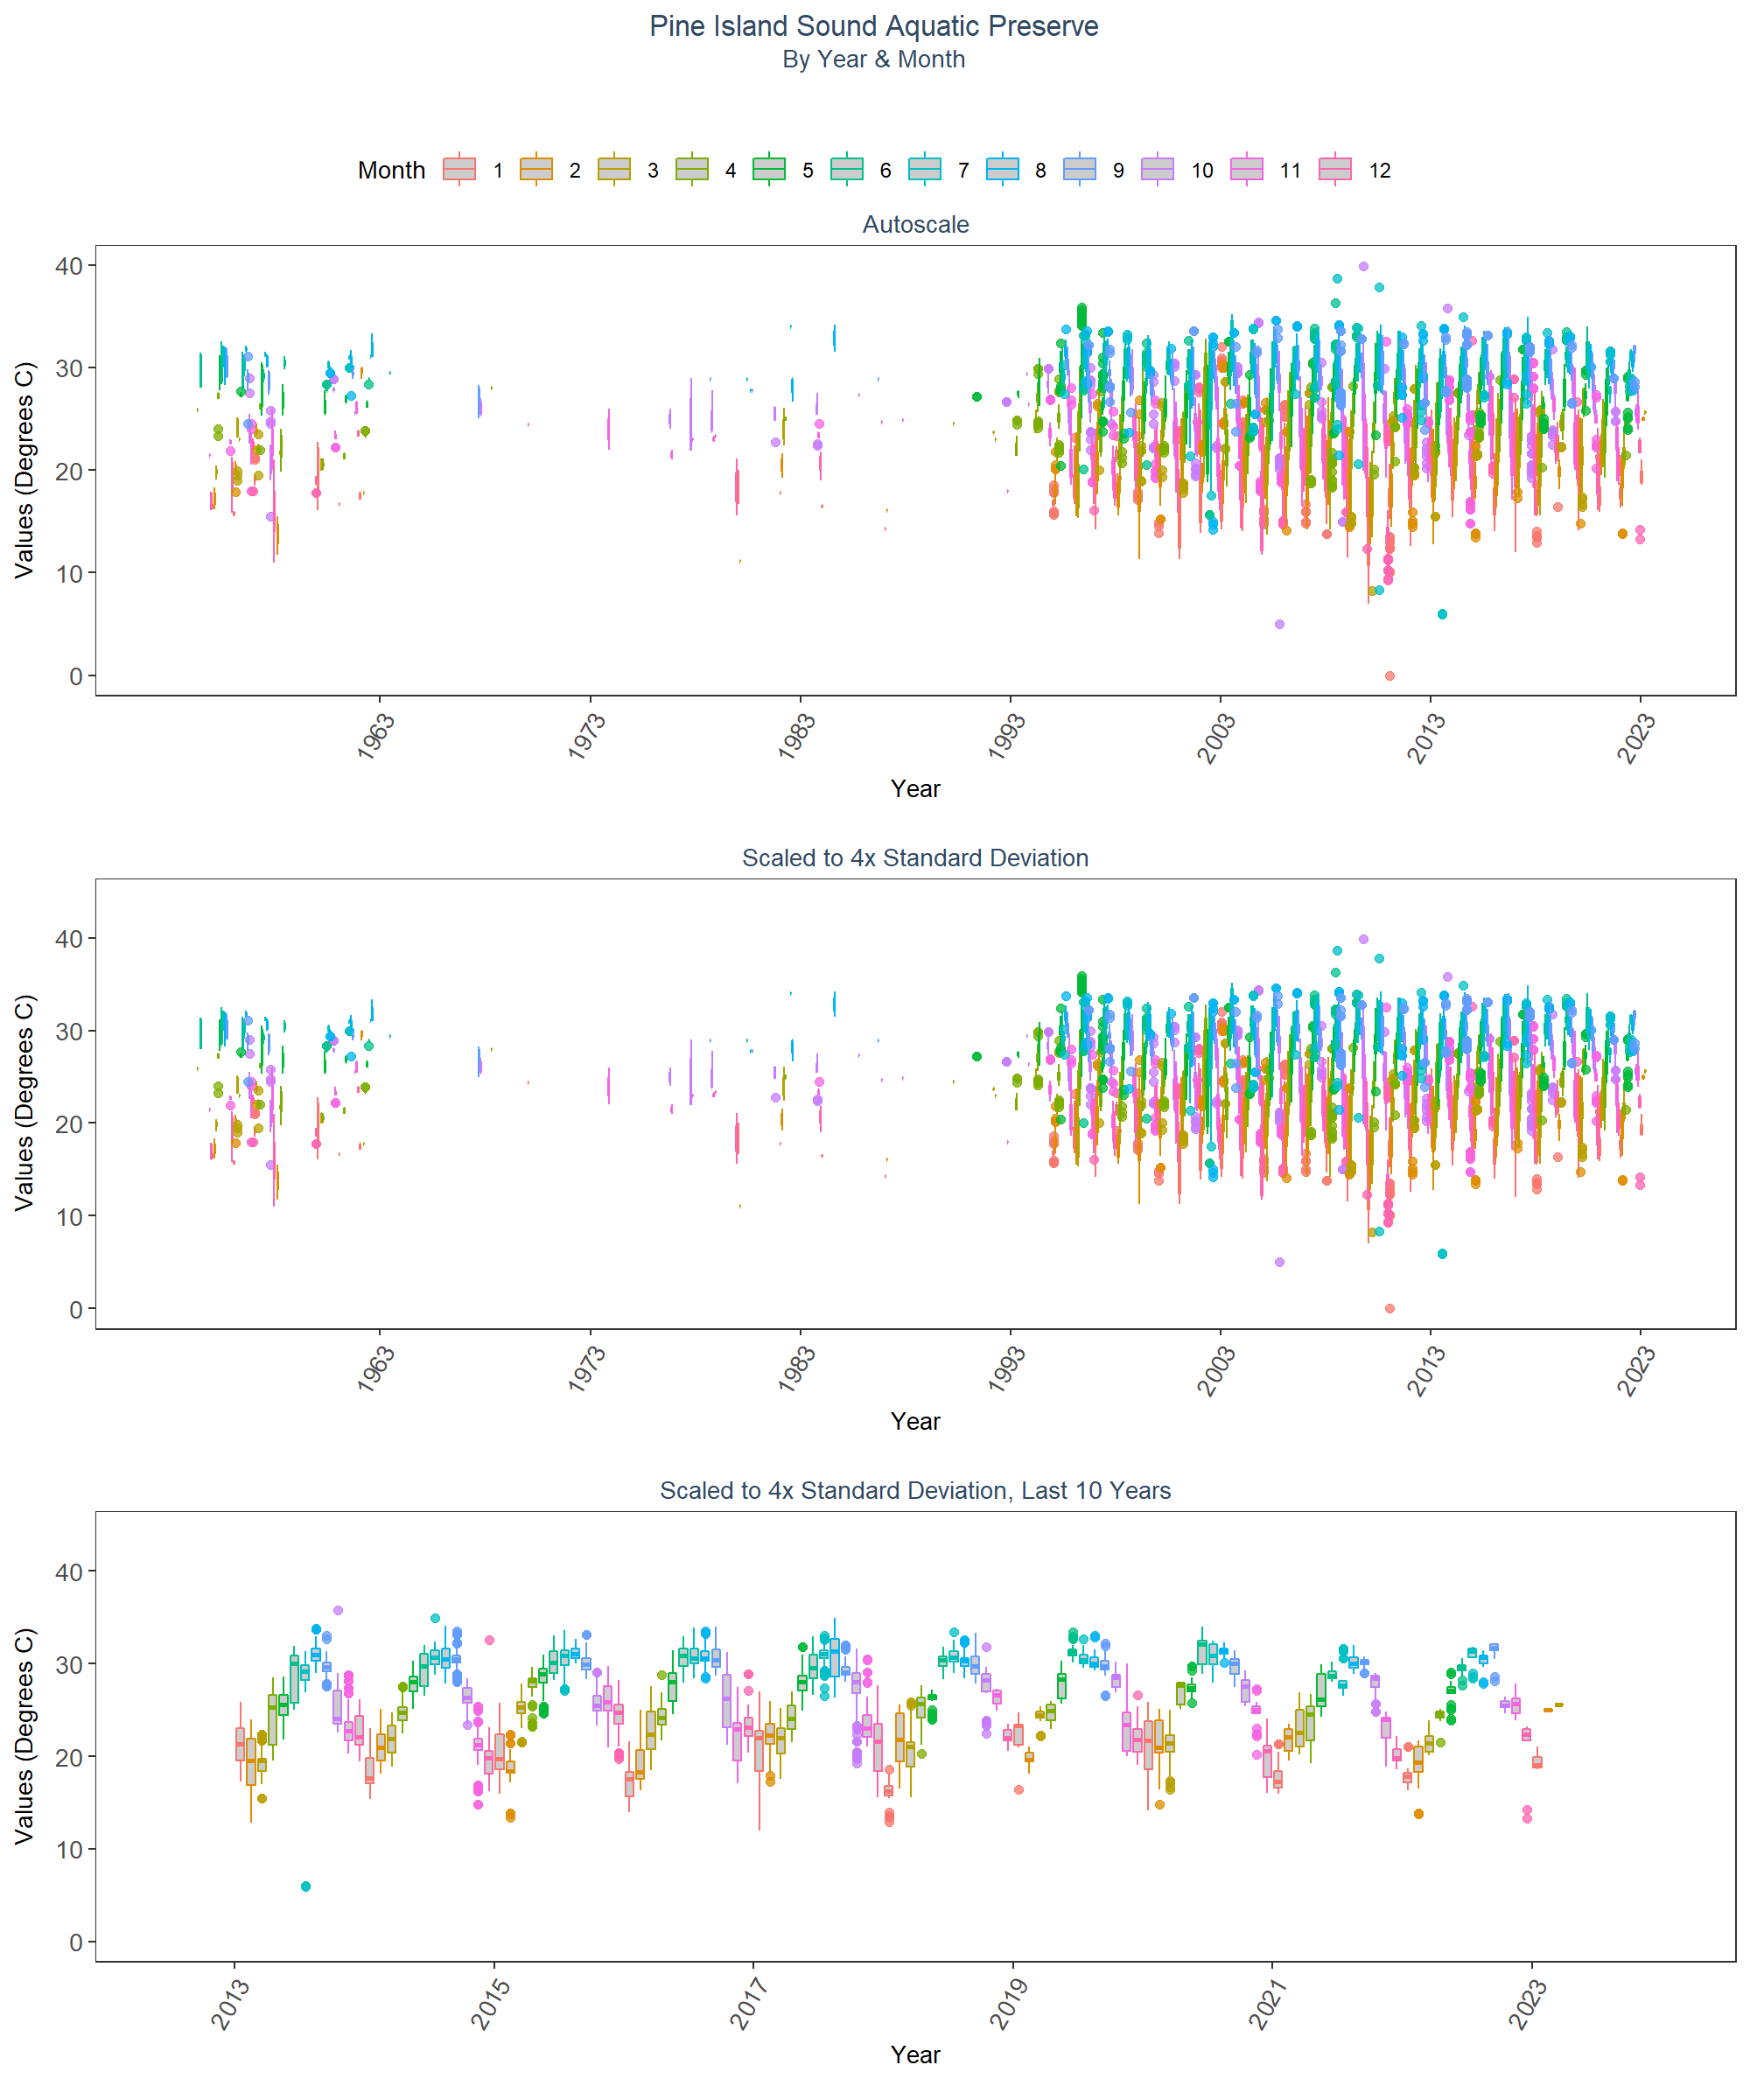 Pine Island Sound Aquatic Preserve
By Year & Month
Month 1 2 3 4 5 6 7 8 9 10 11 12
Autoscale
Values (Degrees C)
40
30
20
10
0
1963 1973 1983 1993 2003 2013 2023
Year
Scaled to 4x Standard Deviation
Values (Degrees C)
40
30
20
10
0
1963 1973 1983 1993 2003 2013 2023
Year
Scaled to 4x Standard Deviation, Last 10 Years
Values (Degrees C)
40
30
20
10
0
2013 2015 2017 2019 2021 2023
Year